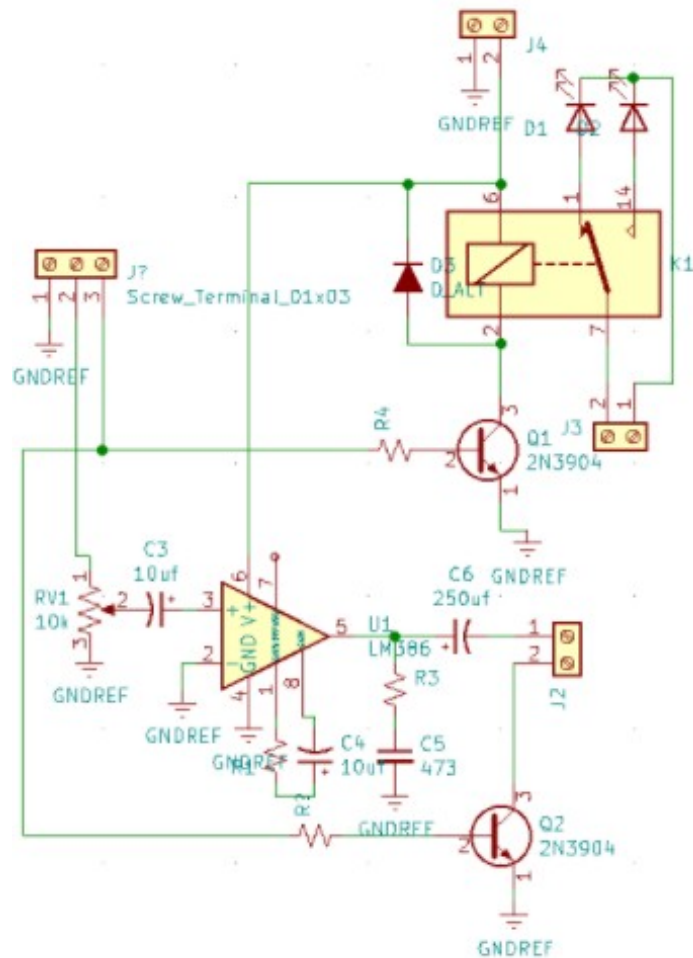 J4
1
2
GNDREF
D1
D2
6
1
14
K1
D3
D_ALT
2
7
J?
Screw_Terminal_01x03
1
2
3
GNDREF
2
1
J3
R4
3
Q1
2N3904
2
1
GNDREF
C3
10uf
RV1
10k
1
2
3
GNDREF
6
7
3
+
V+
GND
2
5
U1
LM386
1
8
4
GNDREF
GNDREF
C6
250uf
1
2
J2
R3
R1
C4
10uf
C5
473
GNDREF
R?
3
Q2
2N3904
2
1
GNDREF